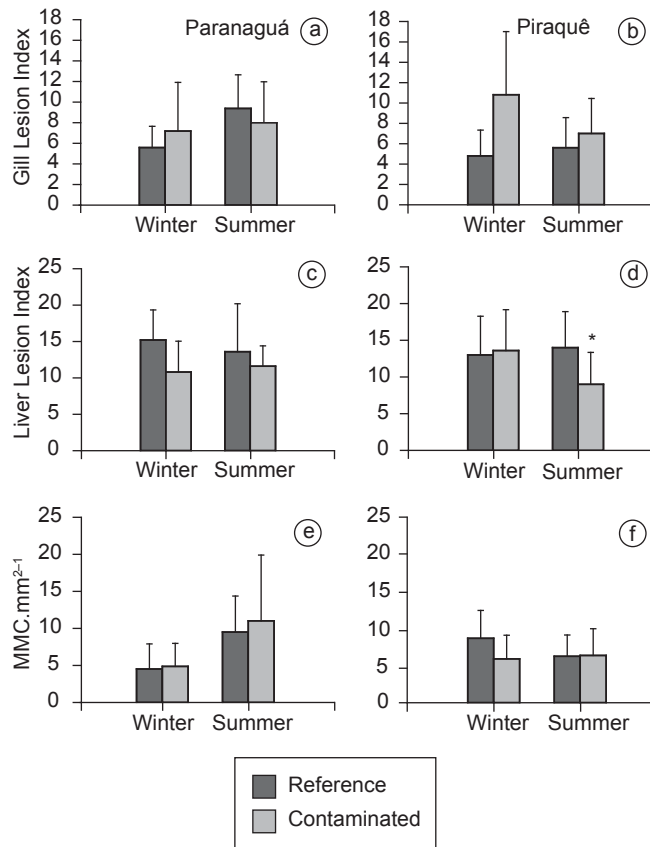 Paranaguá
a
Gill Lesion Index
18
16
14
12
10
8
6
4
2
0
Winter
Summer
Piraquê
b
18
16
14
12
10
8
6
4
2
0
Winter
Summer
c
Liver Lesion Index
25
20
15
10
5
0
Winter
Summer
d
25
20
15
10
5
0
*
Winter
Summer
e
MMC.mm²⁻¹
25
20
15
10
5
0
Winter
Summer
f
25
20
15
10
5
0
Winter
Summer
Reference
Contaminated